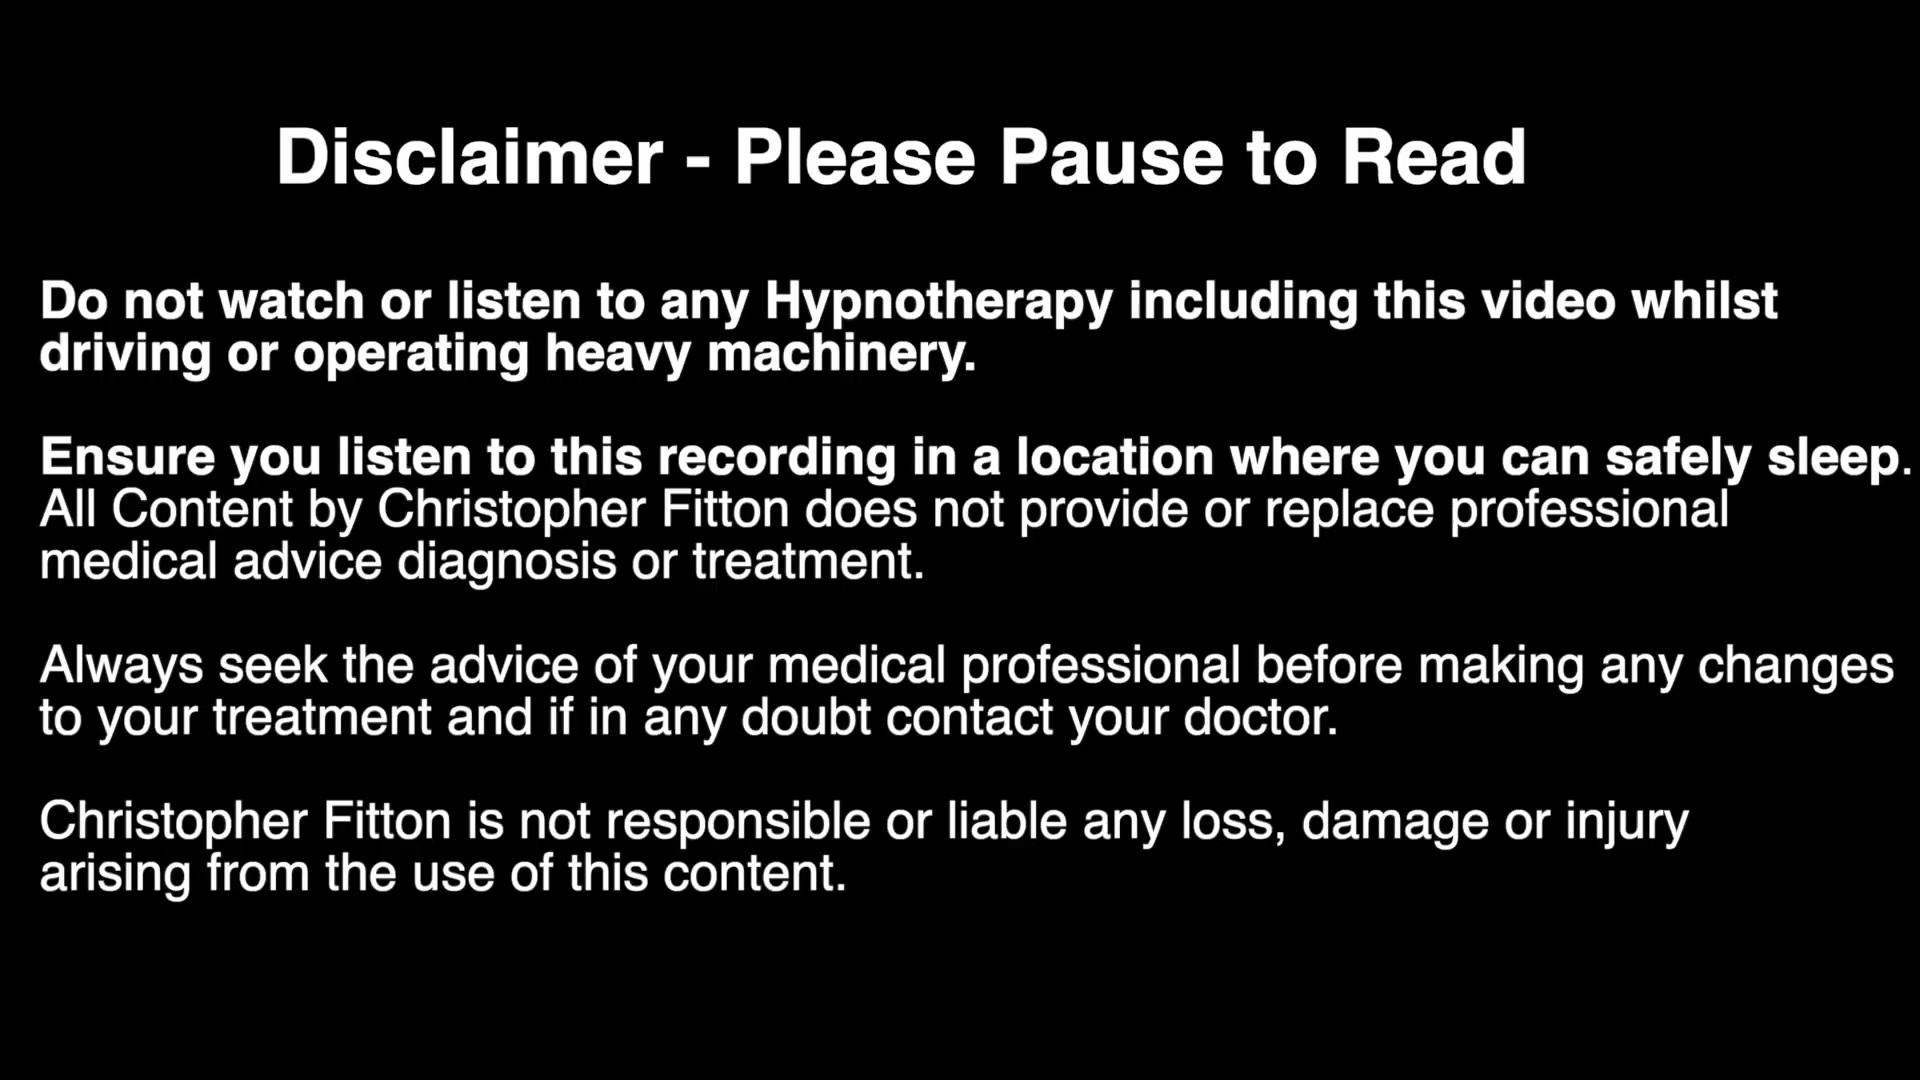 Disclaimer - Please Pause to Read
Do not watch or listen to any Hypnotherapy including this video whilst
driving or operating heavy machinery.
Ensure you listen to this recording in a location where you can safely sleep.
All Content by Christopher Fitton does not provide or replace professional
medical advice diagnosis or treatment.
Always seek the advice of your medical professional before making any changes
to your treatment and if in any doubt contact your doctor.
Christopher Fitton is not responsible or liable any loss, damage or injury
arising from the use of this content.